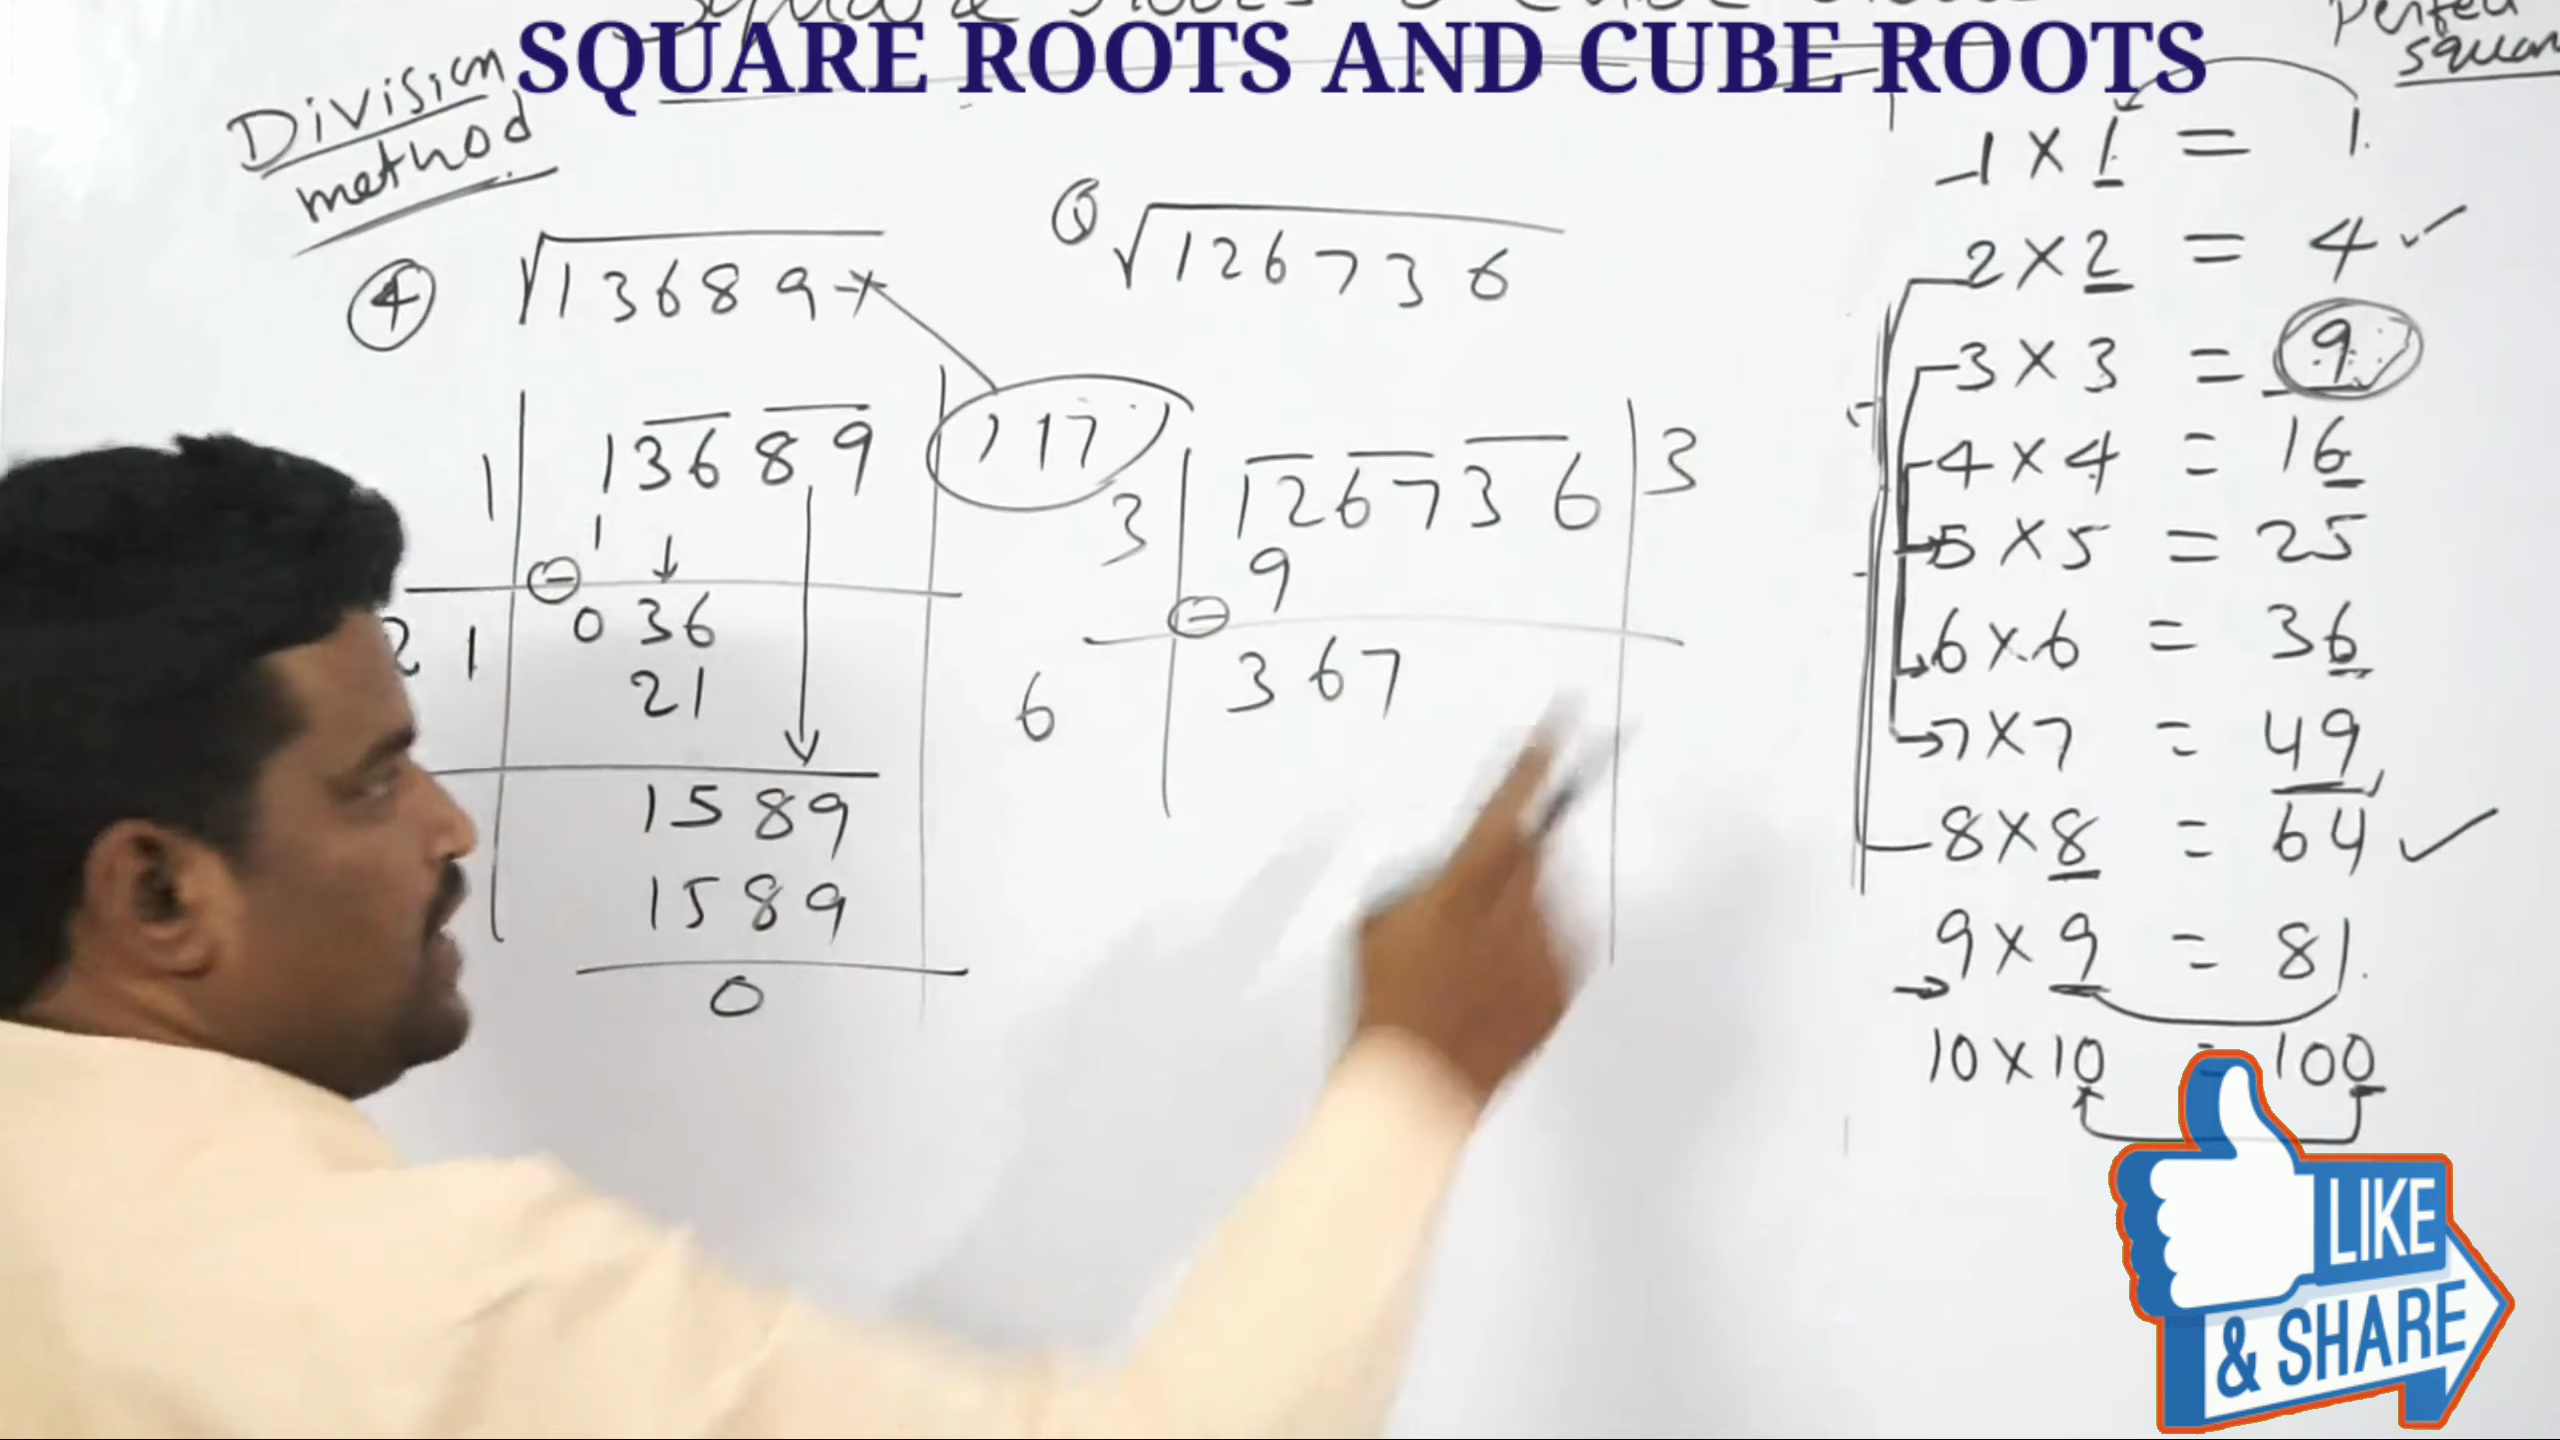 SQUARE ROOTS AND CUBE ROOTS
Division
method
④ √13689
117
1 | 13689
1
⊖
21 | 036
21
1589
1589
0
√126736
3 | 126736 | 3
9
⊖
6 | 367
1 × 1 = 1
2 × 2 = 4 ✓
3 × 3 = 9
4 × 4 = 16
5 × 5 = 25
6 × 6 = 36
7 × 7 = 49
8 × 8 = 64 ✓
9 × 9 = 81
10 × 10 = 100
LIKE
& SHARE